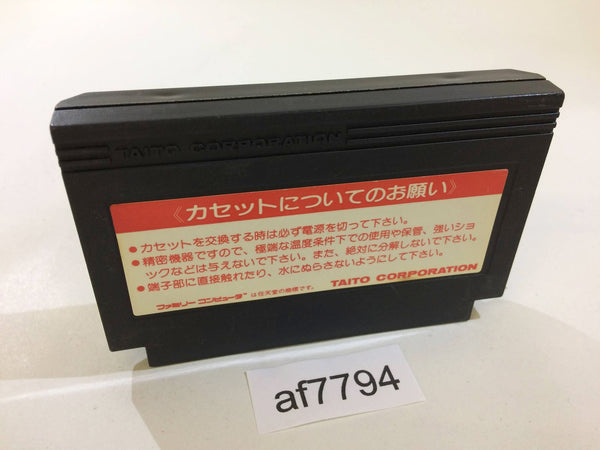 TAITO CORPORATION
《カセットについてのお願い》
●カセットを交換する時は必ず電源を切って下さい。
●精密機器ですので、極端な温度条件下での使用や保管、強いショ
ックなどは与えないで下さい。また、絶対に分解しないで下さい。
●端子部に直接触れたり、水にぬらさないようにして下さい。
ファミリーコンピュータ™は任天堂の商標です。 TAITO CORPORATION
af7794